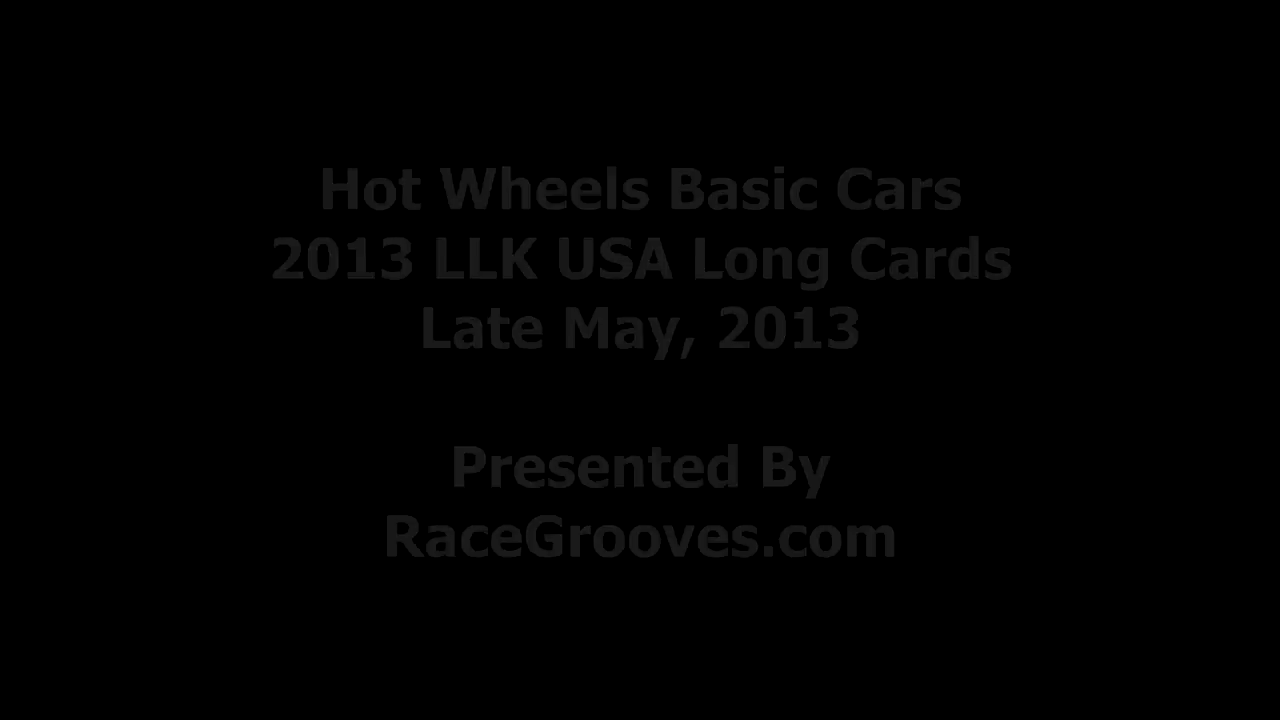 Hot Wheels Basic Cars
2013 LLK USA Long Cards
Late May, 2013
Presented By
RaceGrooves.com